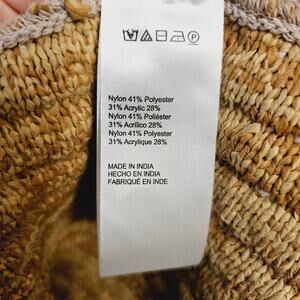 Nylon 41% Polyester
31% Acrylic 28%
Nylon 41% Poliéster
31% Acrílico 28%
Nylon 41% Polyester
31% Acrylique 28%
MADE IN INDIA
HECHO EN INDIA
FABRIQUÉ EN INDE